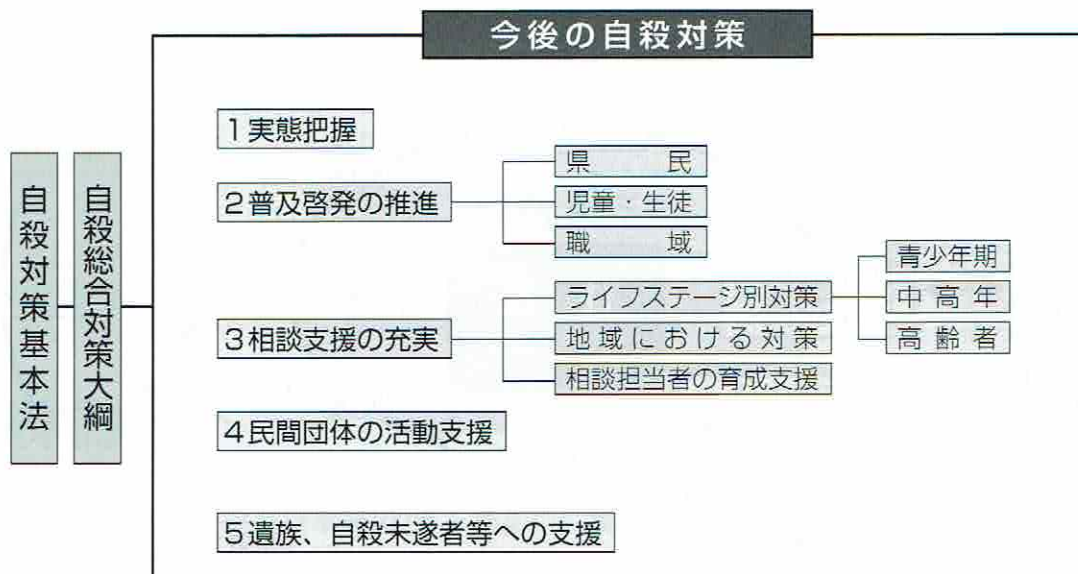 今後の自殺対策
自殺対策基本法
自殺総合対策大綱
1実態把握
2普及啓発の推進
県民
児童・生徒
職域
3相談支援の充実
ライフステージ別対策
青少年期
中高年
高齢者
地域における対策
相談担当者の育成支援
4民間団体の活動支援
5遺族、自殺未遂者等への支援